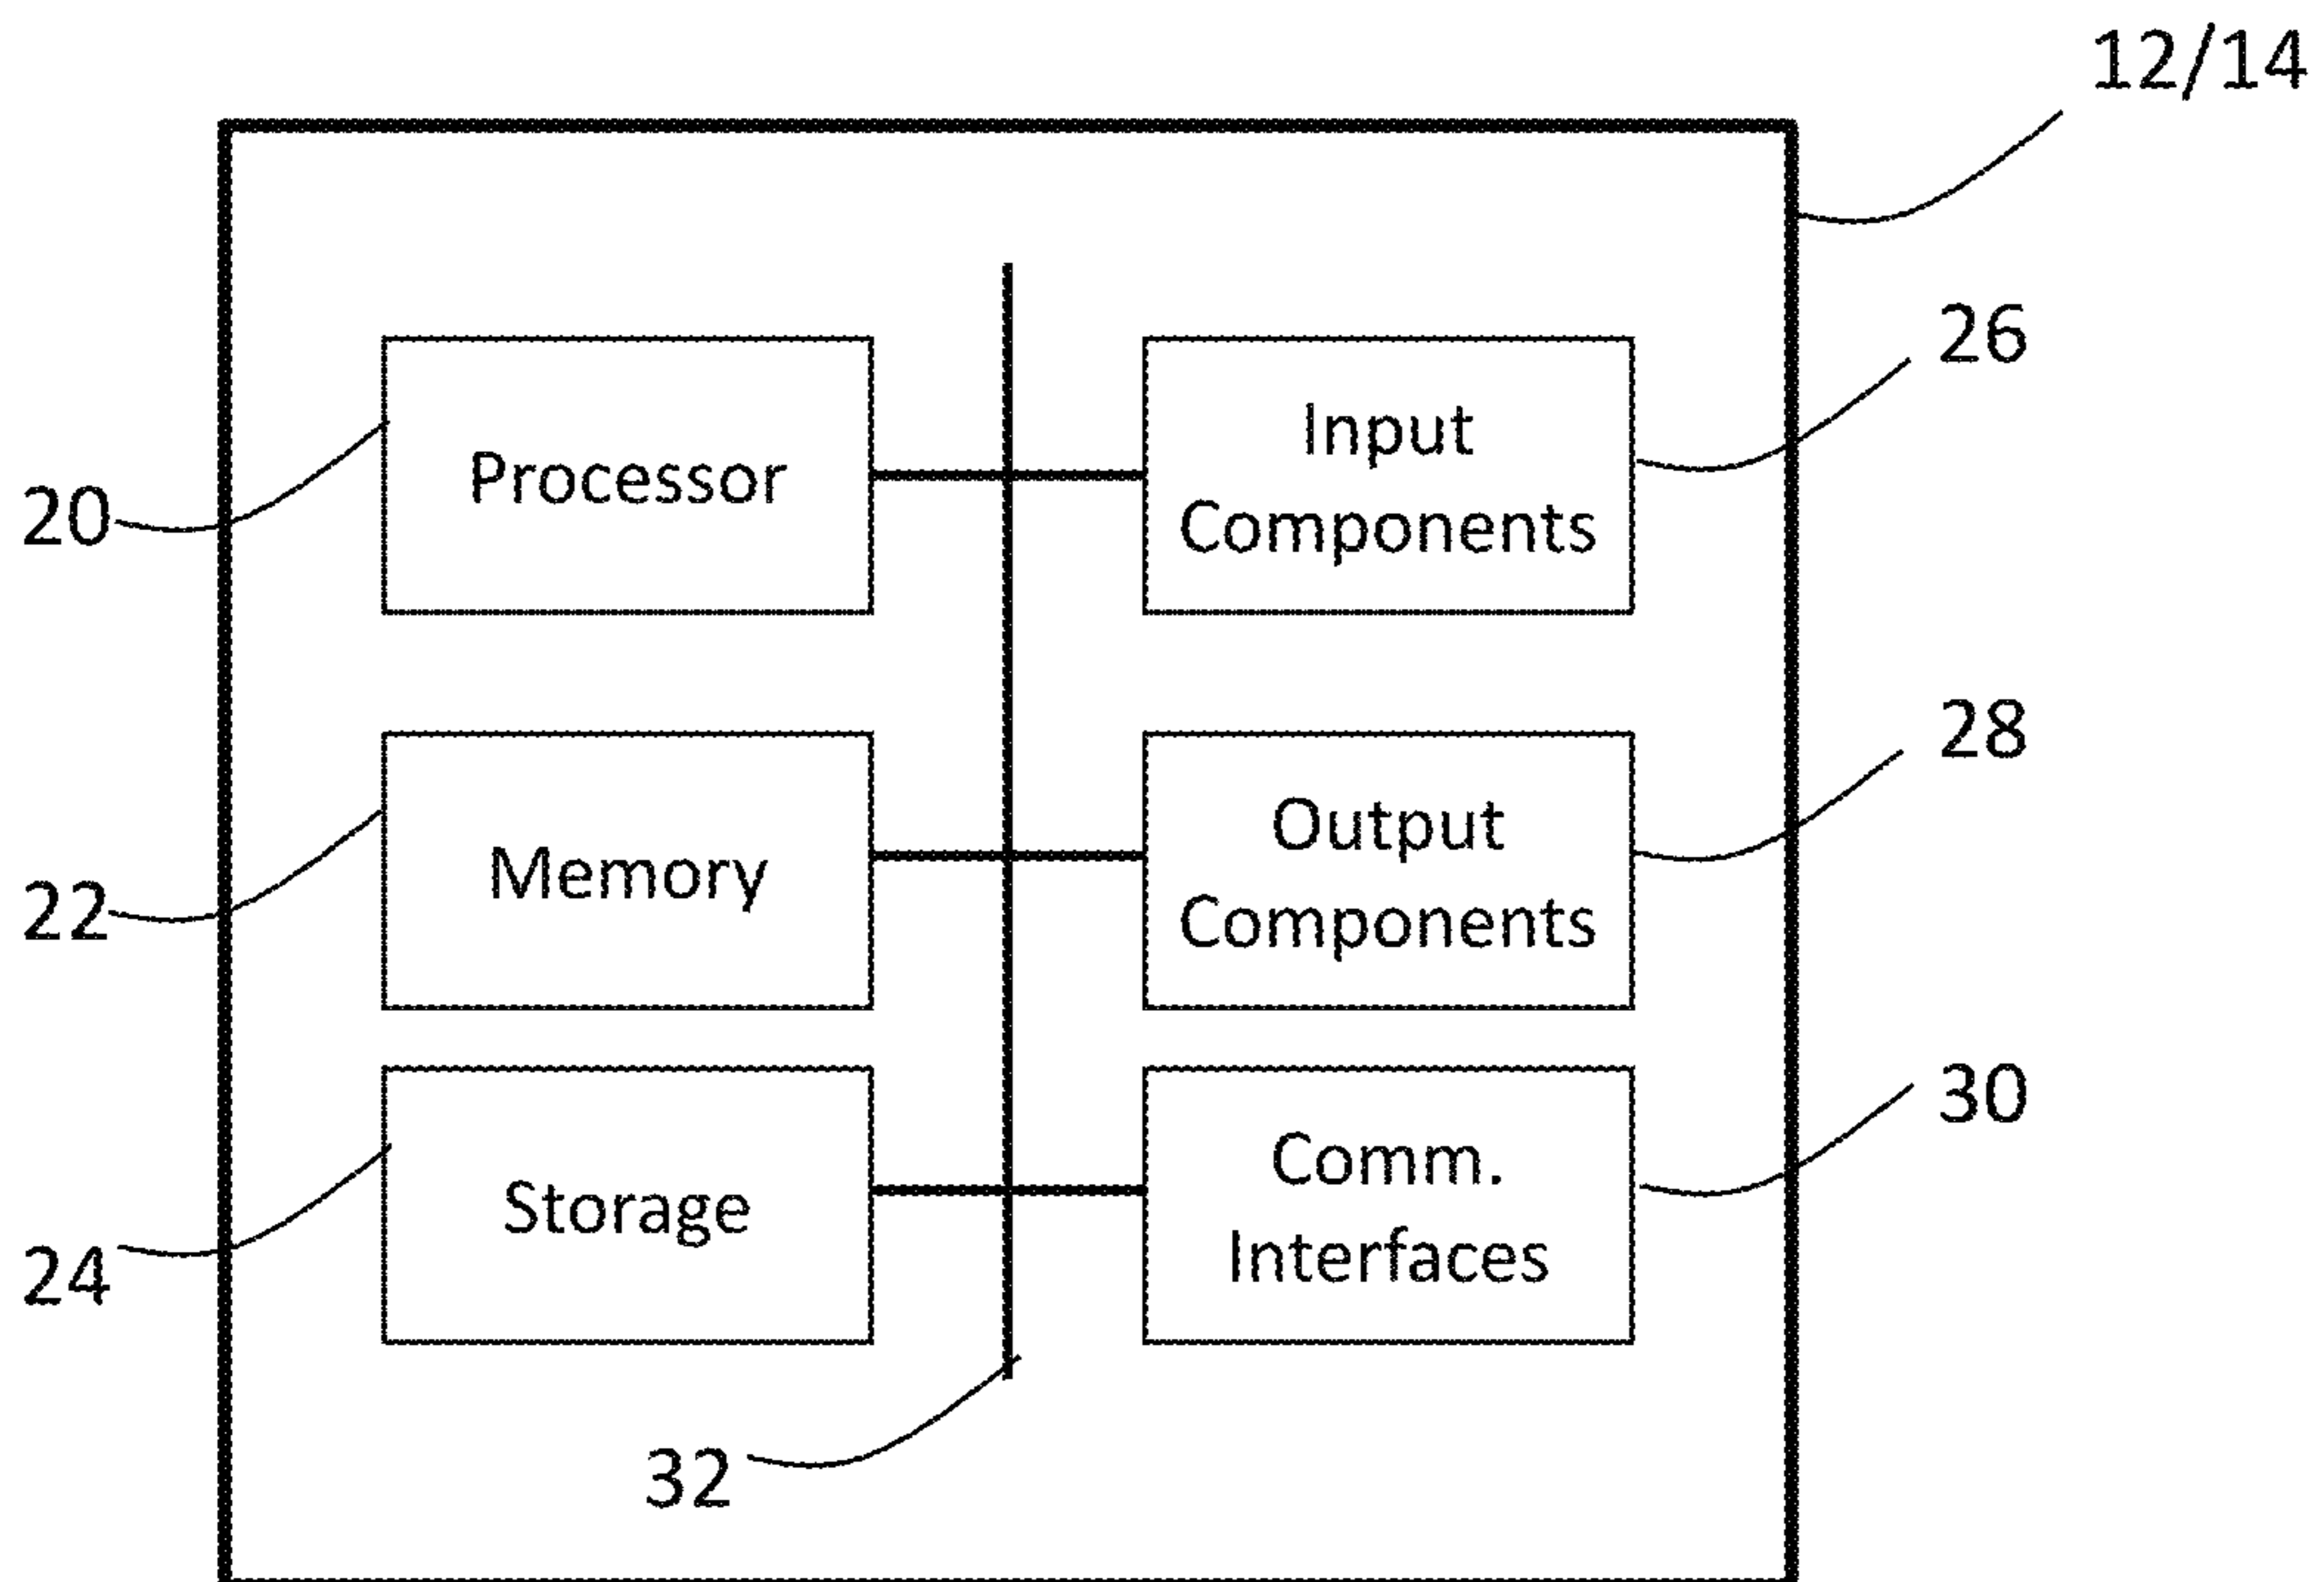 12/14
26
Input
Components
Processor
20
28
Output
Components
Memory
22
30
Comm.
Interfaces
Storage
24
32